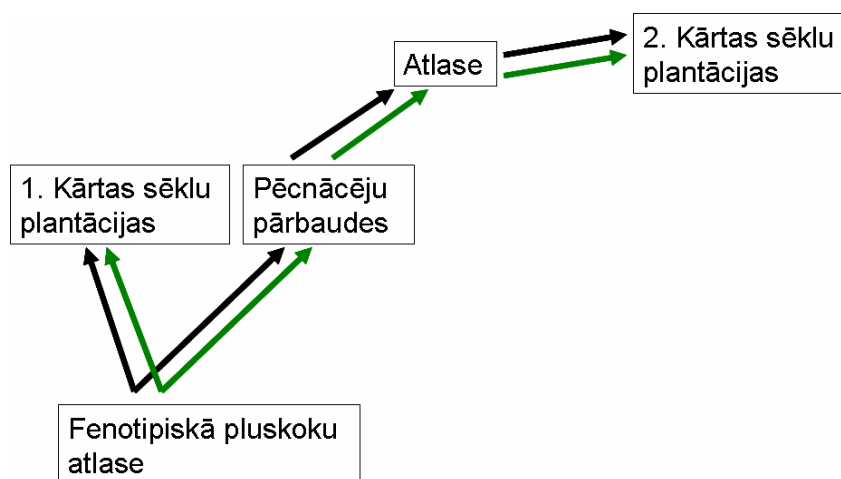 Atlase
2. Kārtas sēklu
plantācijas
1. Kārtas sēklu
plantācijas
Pēcnācēju
pārbaudes
Fenotipiskā pluskoku
atlase